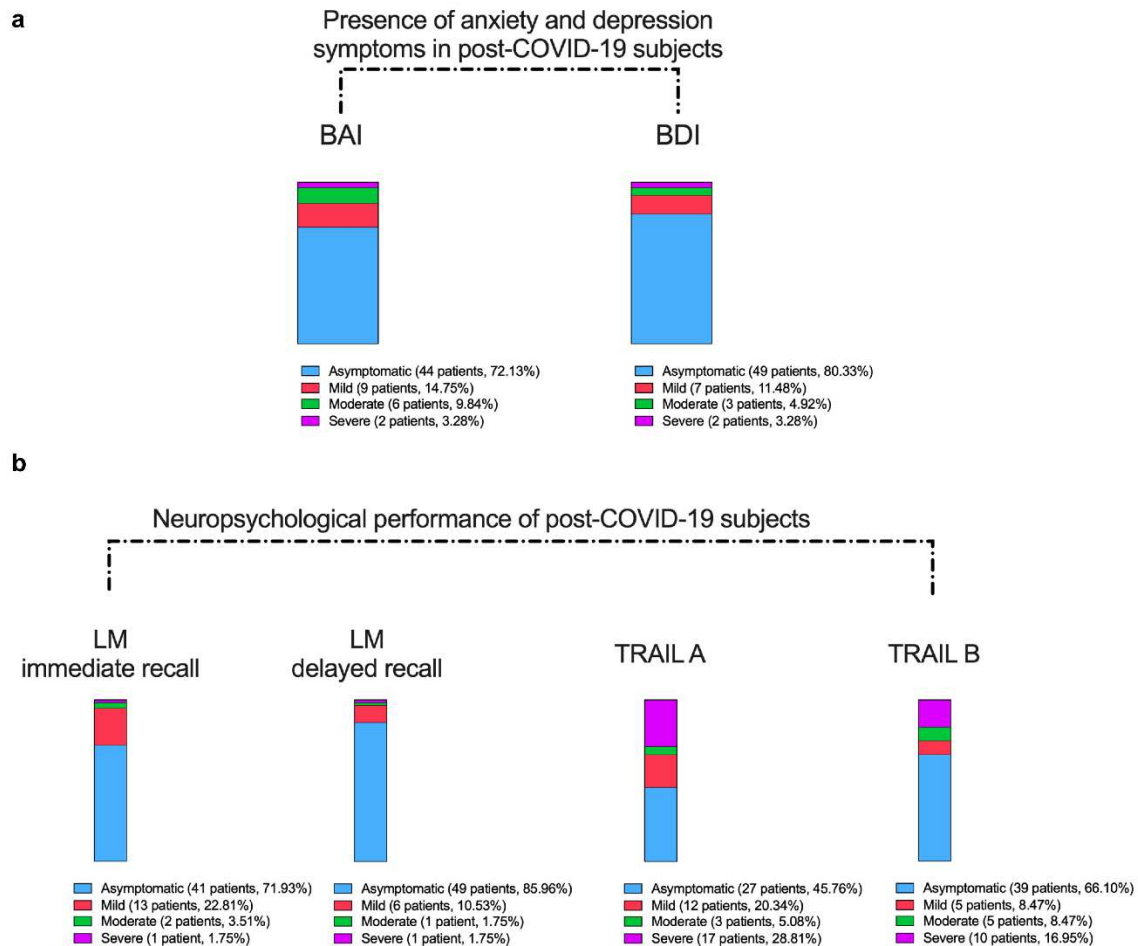 a
Presence of anxiety and depression
symptoms in post-COVID-19 subjects
BAI
BDI
Asymptomatic (44 patients, 72.13%)
Mild (9 patients, 14.75%)
Moderate (6 patients, 9.84%)
Severe (2 patients, 3.28%)
Asymptomatic (49 patients, 80.33%)
Mild (7 patients, 11.48%)
Moderate (3 patients, 4.92%)
Severe (2 patients, 3.28%)
b
Neuropsychological performance of post-COVID-19 subjects
LM
immediate recall
LM
delayed recall
TRAIL A
TRAIL B
Asymptomatic (41 patients, 71.93%)
Mild (13 patients, 22.81%)
Moderate (2 patients, 3.51%)
Severe (1 patient, 1.75%)
Asymptomatic (49 patients, 85.96%)
Mild (6 patients, 10.53%)
Moderate (1 patient, 1.75%)
Severe (1 patient, 1.75%)
Asymptomatic (27 patients, 45.76%)
Mild (12 patients, 20.34%)
Moderate (3 patients, 5.08%)
Severe (17 patients, 28.81%)
Asymptomatic (39 patients, 66.10%)
Mild (5 patients, 8.47%)
Moderate (5 patients, 8.47%)
Severe (10 patients, 16.95%)